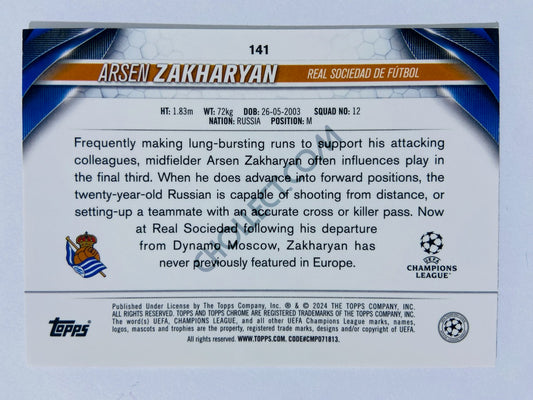 141
ARSEN ZAKHARYAN
REAL SOCIEDAD DE FÚTBOL
HT: 1.83m WT: 72kg DOB: 26-05-2003 SQUAD NO: 12
NATION: RUSSIA POSITION: M
Frequently making lung-bursting runs to support his attacking
colleagues, midfielder Arsen Zakharyan often influences play in
the final third. When he does advance into forward positions, the
twenty-year-old Russian is capable of shooting from distance, or
setting-up a teammate with an accurate cross or killer pass. Now
at Real Sociedad following his departure
from Dynamo Moscow, Zakharyan has
never previously featured in Europe.
UEFA
CHAMPIONS
LEAGUE
topps
Published Under License by The Topps Company, Inc. ® & © 2024 THE TOPPS COMPANY, INC.
ALL RIGHTS RESERVED. TOPPS AND TOPPS CHROME ARE REGISTERED TRADEMARKS OF THE TOPPS COMPANY, INC.
The word(s) UEFA, CHAMPIONS LEAGUE, and all other UEFA Champions League marks, names,
logos, mascots and trophies are the property, registered trade marks, designs and/or copyright of UEFA.
All rights reserved. WWW.TOPPS.COM. CODE#CMP071813.